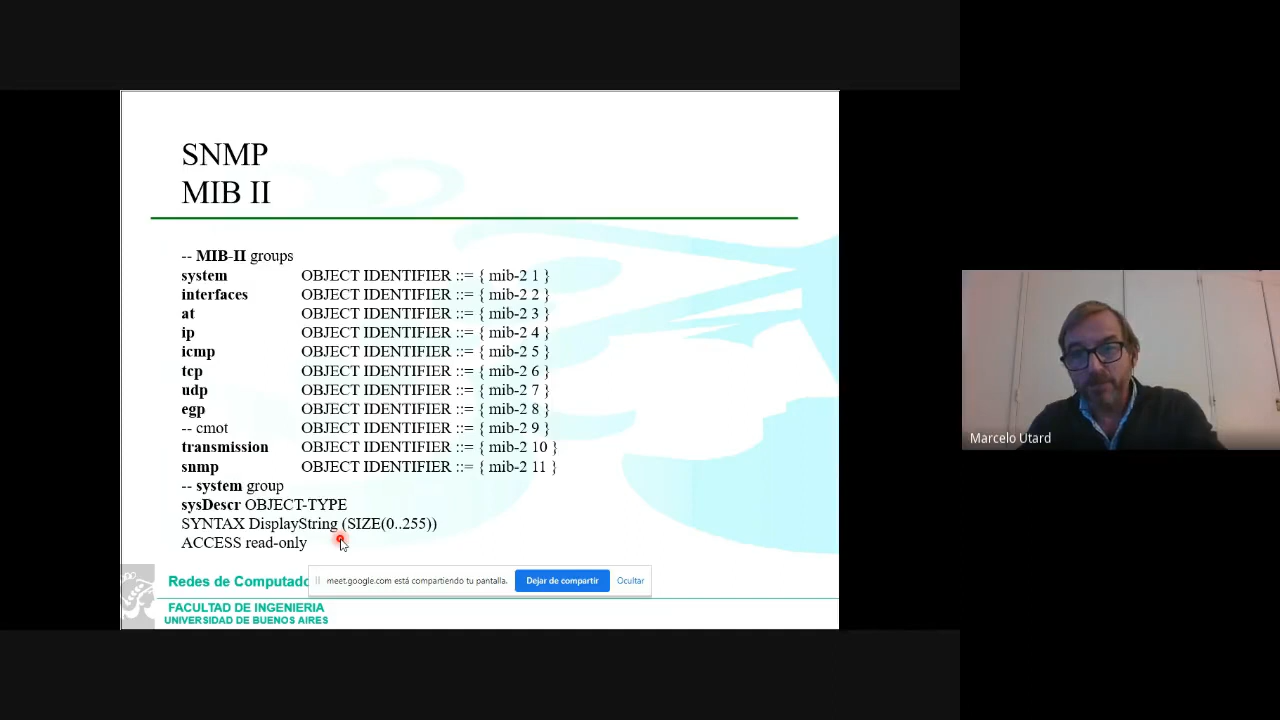 SNMP
MIB II
-- MIB-II groups
system OBJECT IDENTIFIER ::= { mib-2 1 }
interfaces OBJECT IDENTIFIER ::= { mib-2 2 }
at OBJECT IDENTIFIER ::= { mib-2 3 }
ip OBJECT IDENTIFIER ::= { mib-2 4 }
icmp OBJECT IDENTIFIER ::= { mib-2 5 }
tcp OBJECT IDENTIFIER ::= { mib-2 6 }
udp OBJECT IDENTIFIER ::= { mib-2 7 }
egp OBJECT IDENTIFIER ::= { mib-2 8 }
-- cmot OBJECT IDENTIFIER ::= { mib-2 9 }
transmission OBJECT IDENTIFIER ::= { mib-2 10 }
snmp OBJECT IDENTIFIER ::= { mib-2 11 }
-- system group
sysDescr OBJECT-TYPE
SYNTAX DisplayString (SIZE(0..255))
ACCESS read-only
Redes de Computado
meet.google.com está compartiendo tu pantalla. Dejar de compartir Ocultar
FACULTAD DE INGENIERIA
UNIVERSIDAD DE BUENOS AIRES
Marcelo Utard